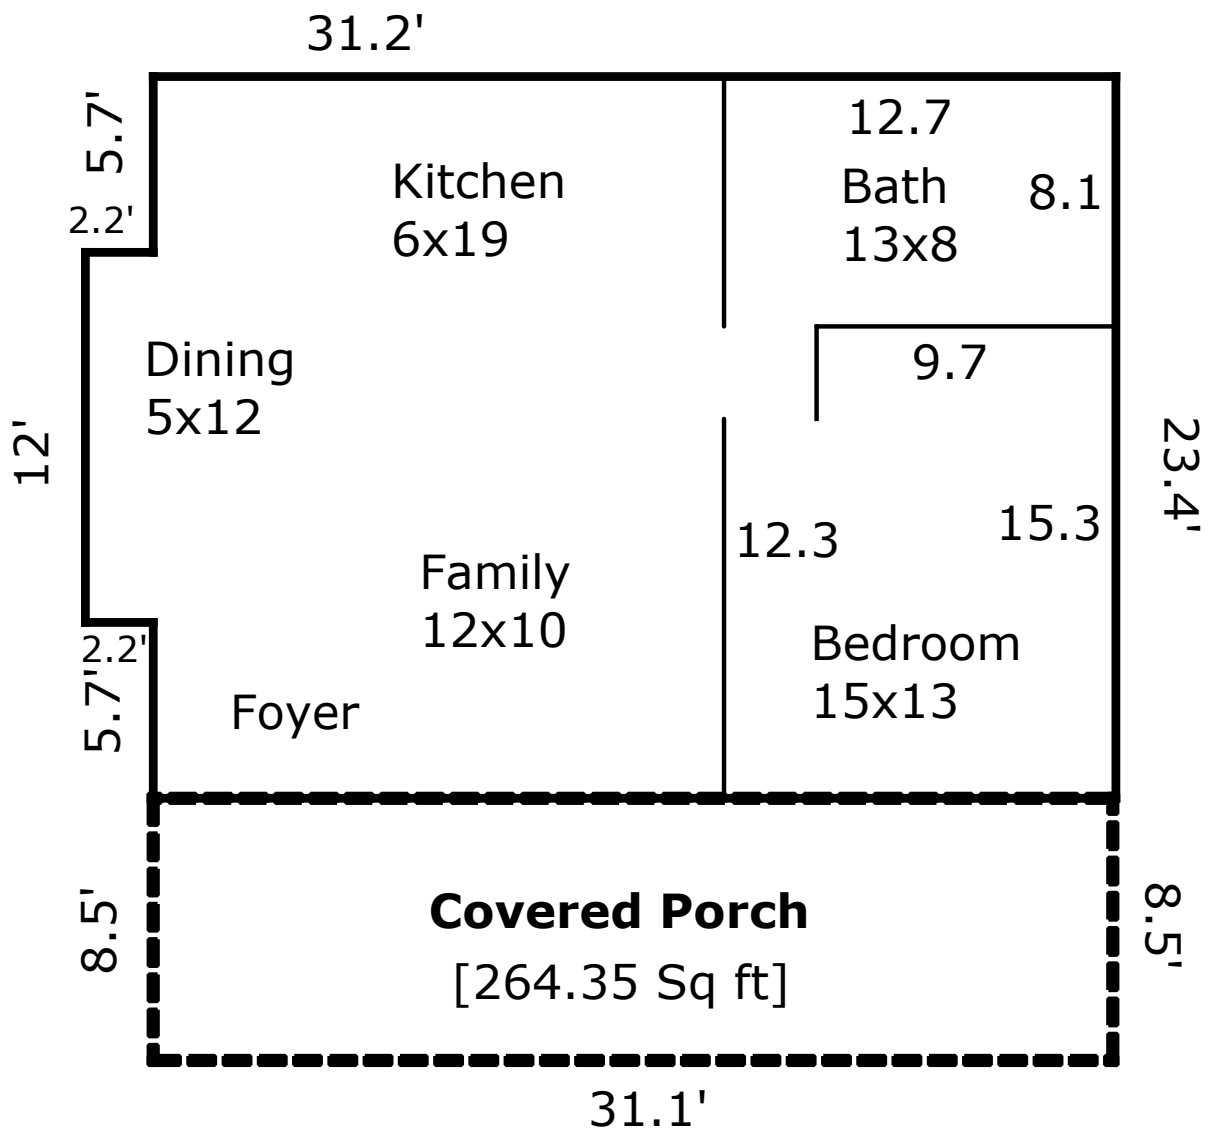 31.2'
5.7'
12.7
Kitchen
6x19
Bath
13x8
8.1
2.2'
Dining
5x12
9.7
12'
23.4'
15.3
12.3
Family
12x10
Bedroom
15x13
2.2'
5.7'
Foyer
Covered Porch
[264.35 Sq ft]
8.5'
8.5'
31.1'